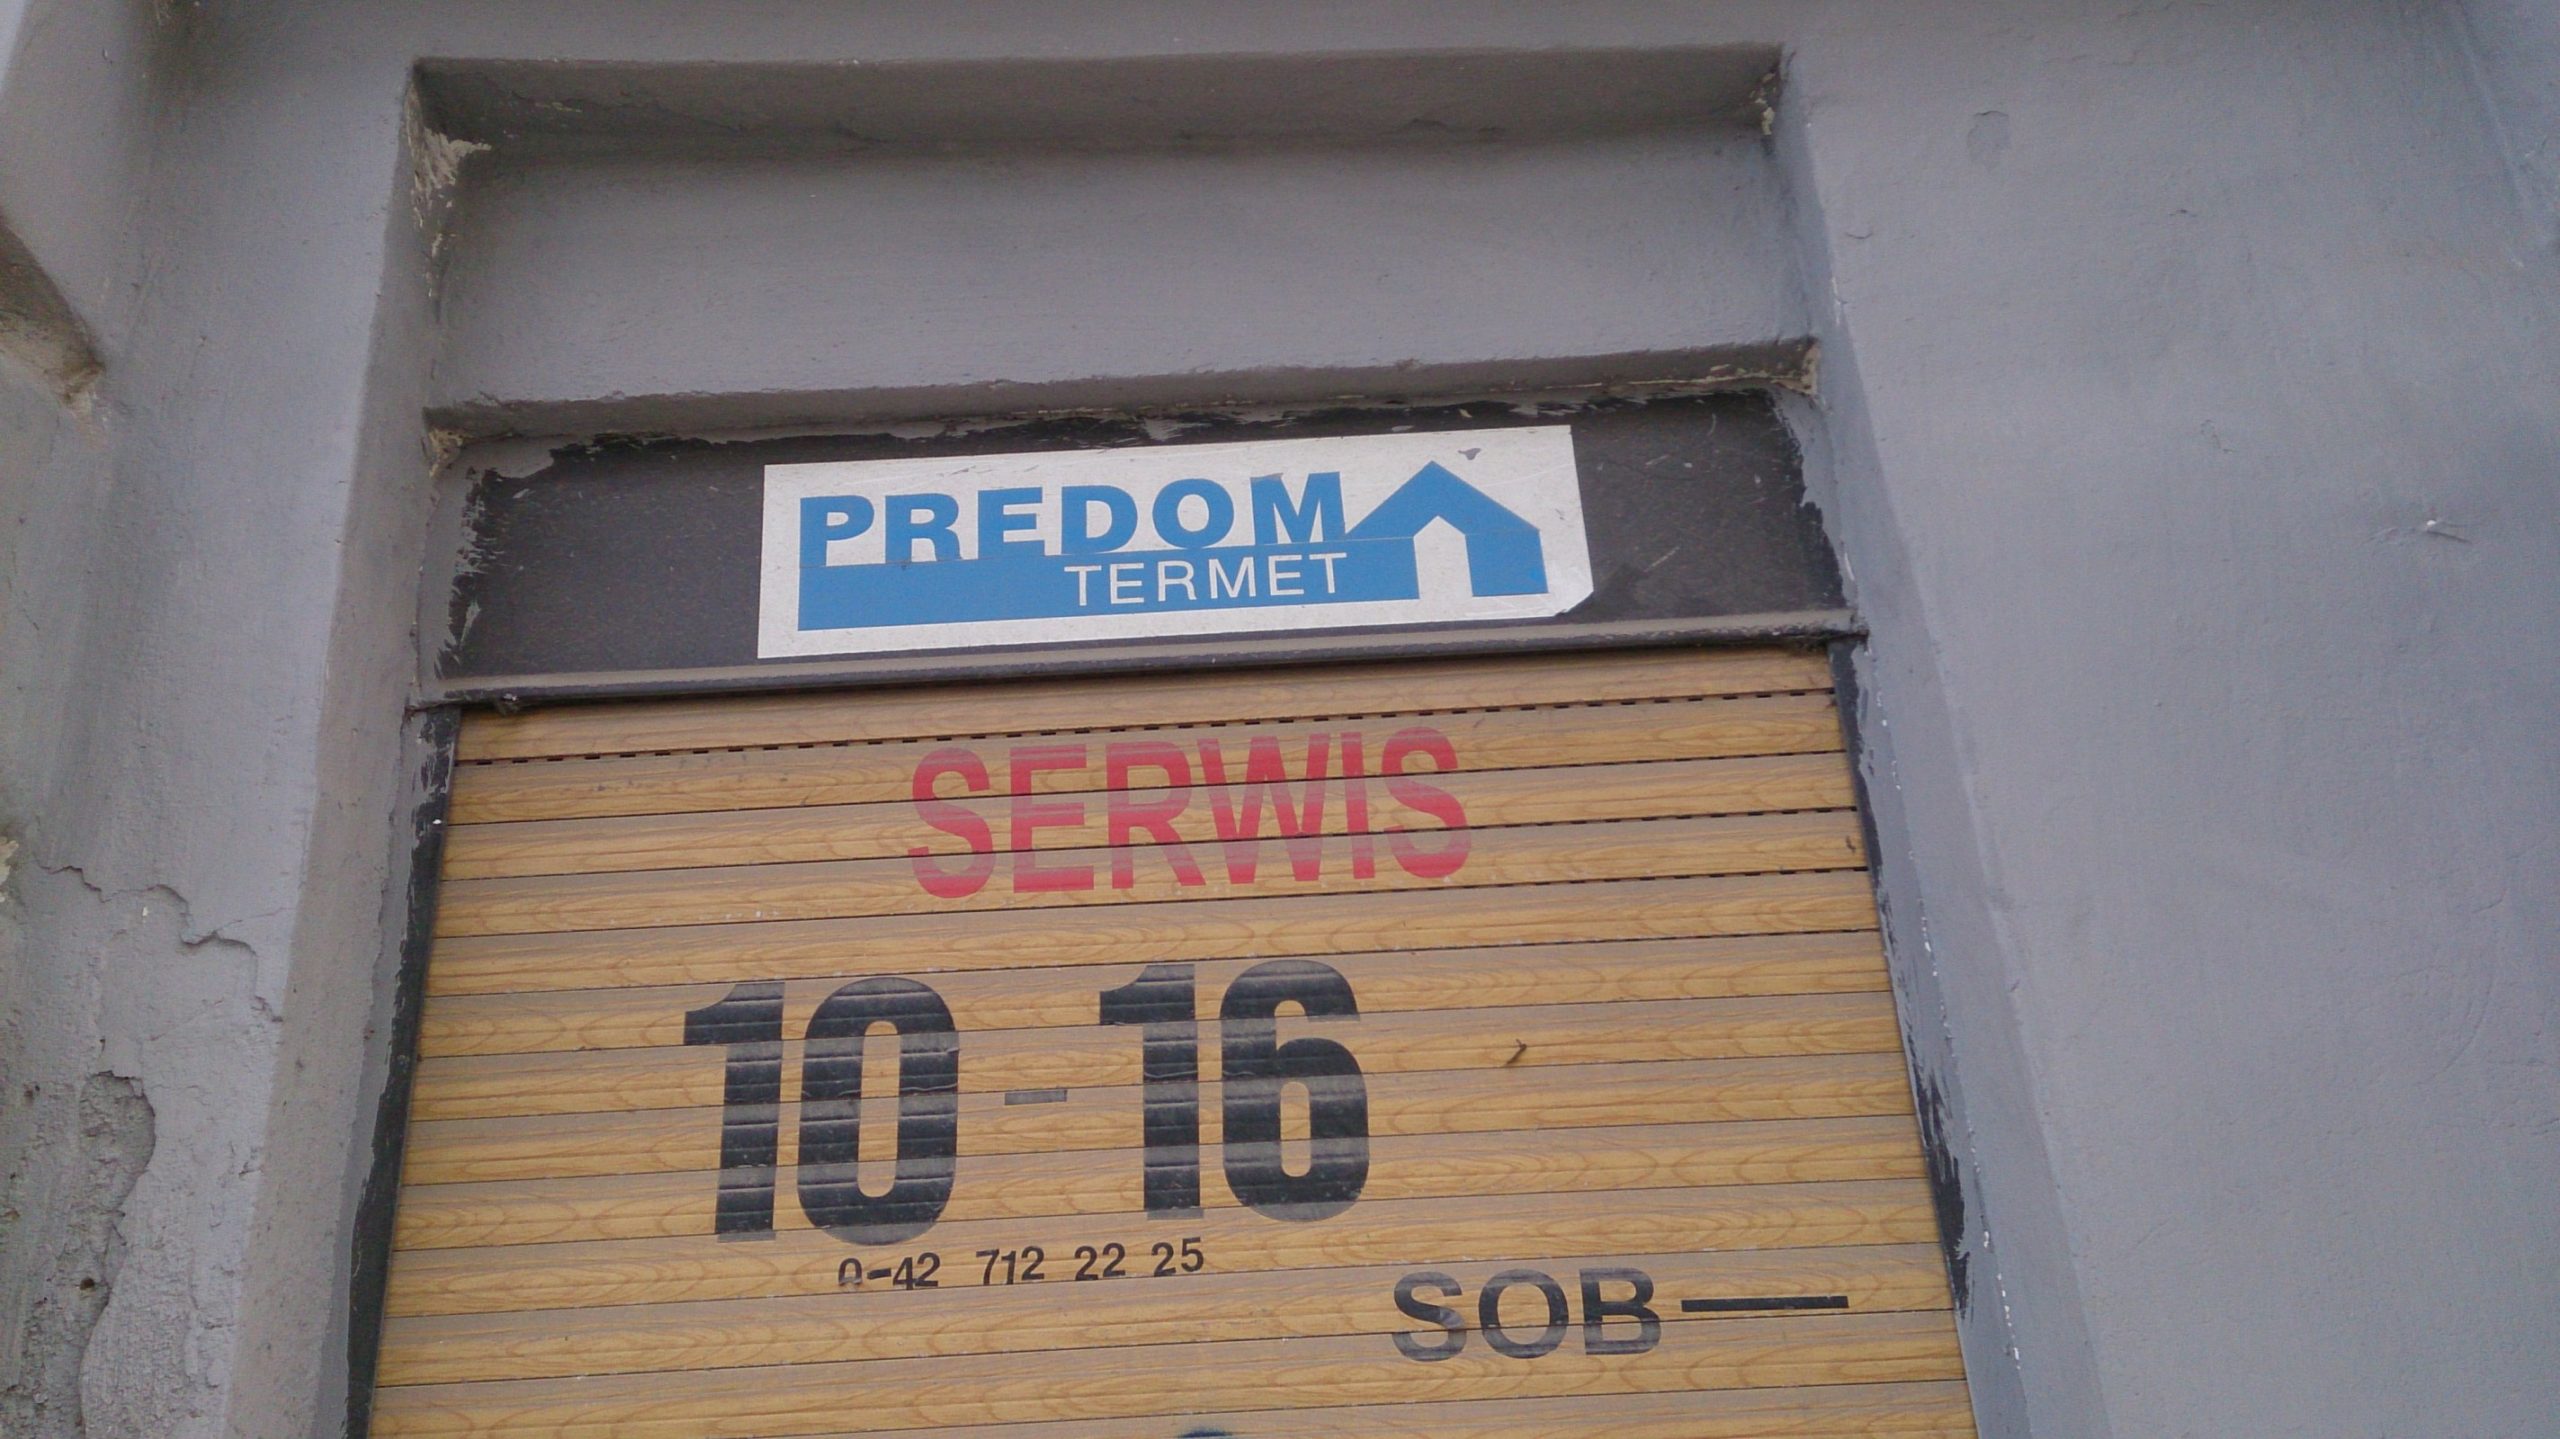 PREDOM
TERMET
SERWIS
10-16
0-42 712 22 25
SOB—